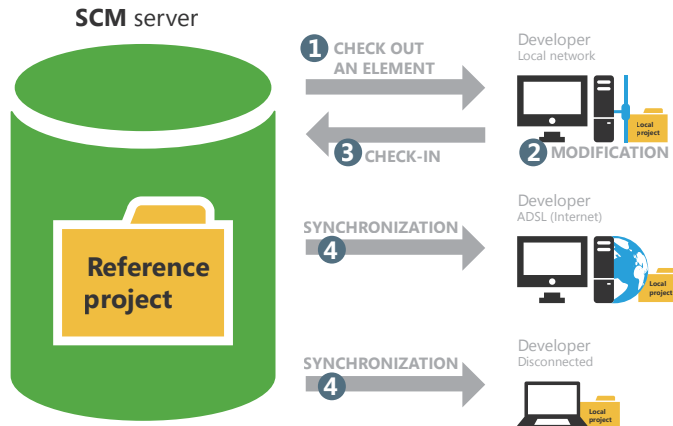 SCM server
1 CHECK OUT
AN ELEMENT
Developer
Local network
Local
project
3 CHECK-IN
2 MODIFICATION
Reference
project
SYNCHRONIZATION
4
Developer
ADSL (Internet)
Local
project
SYNCHRONIZATION
4
Developer
Disconnected
Local
project